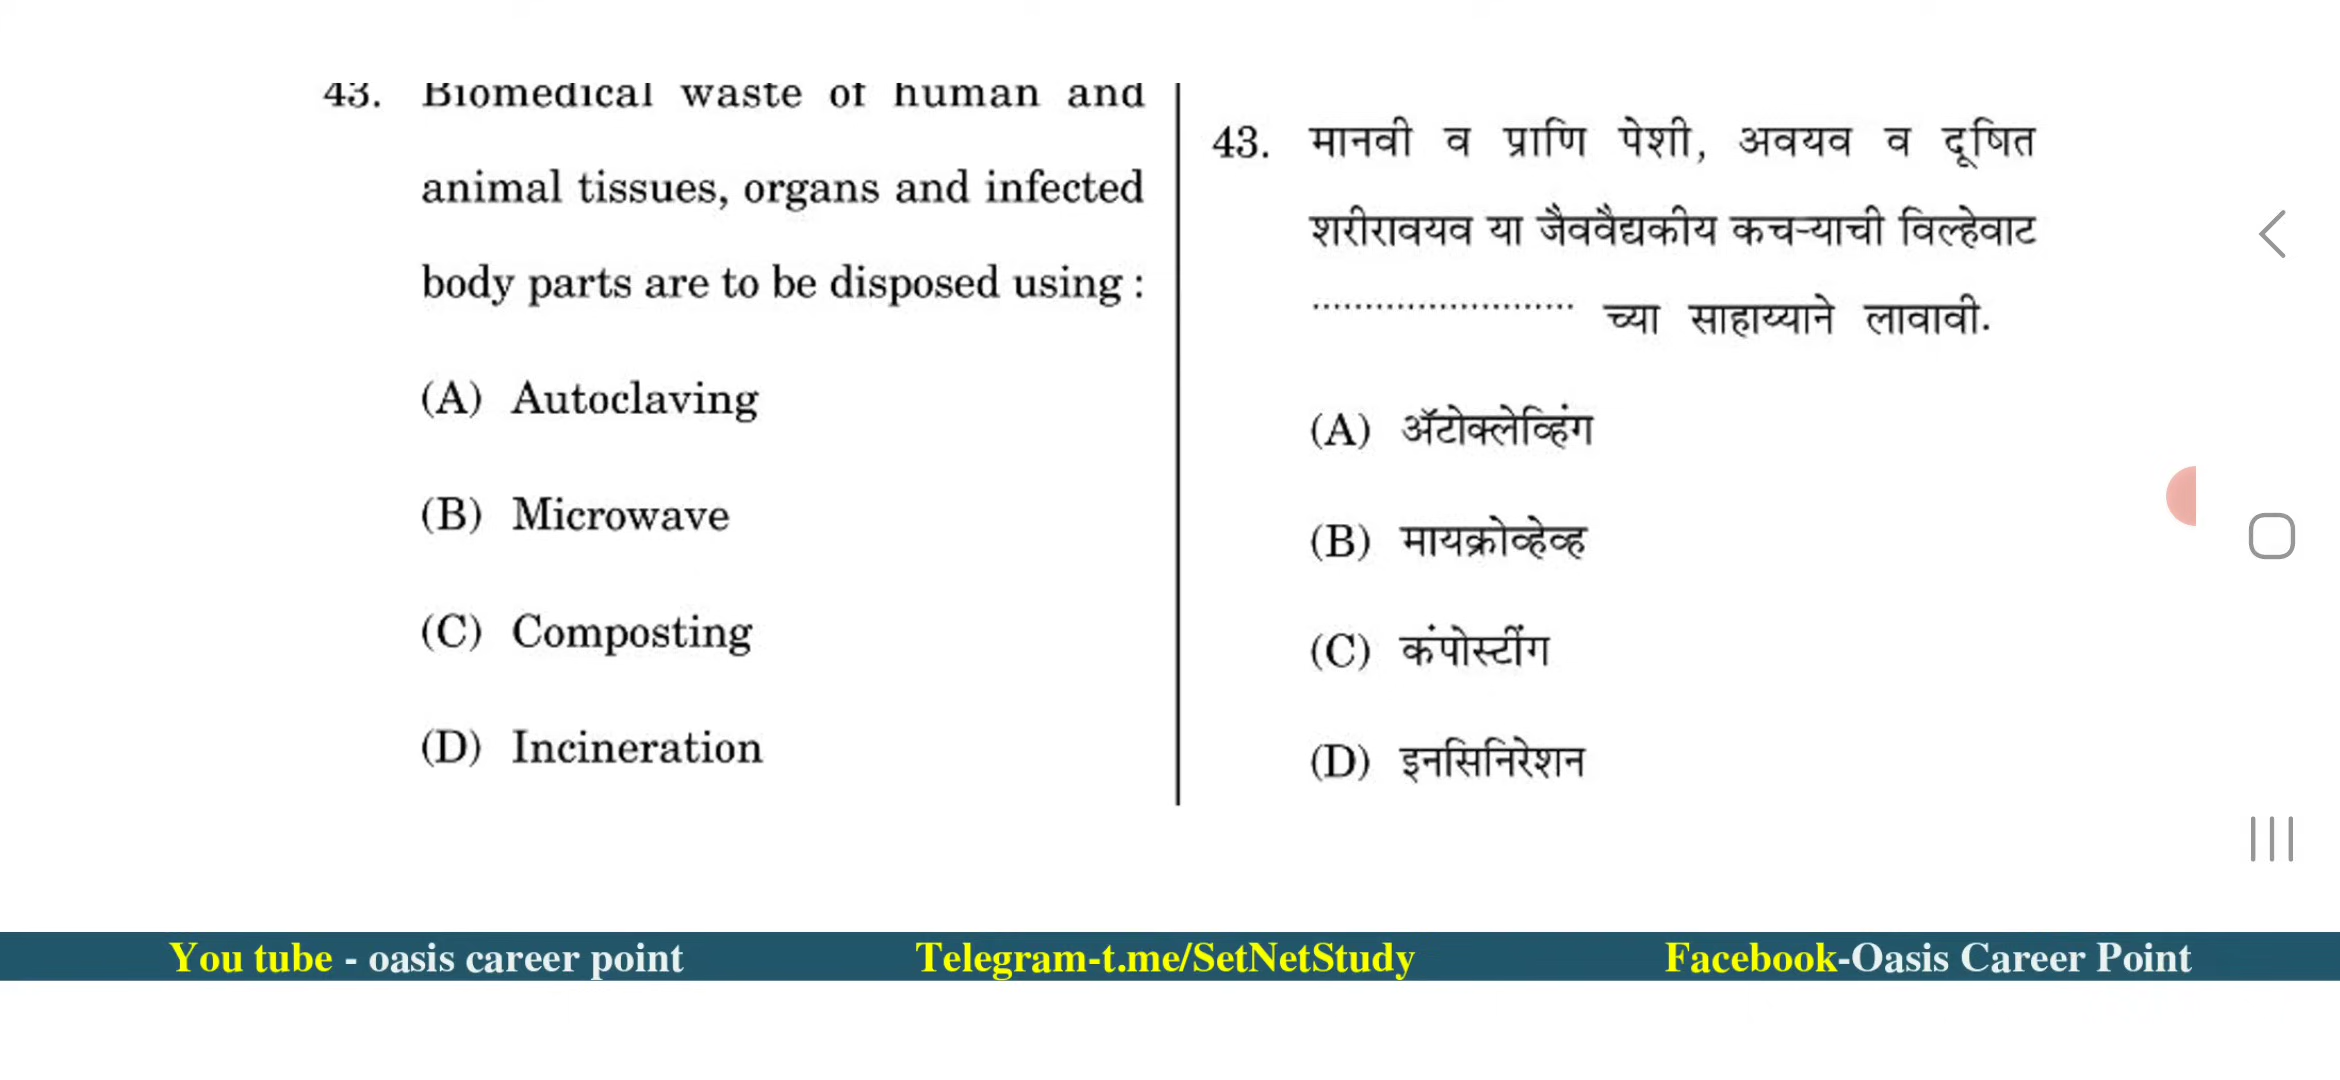 43. Biomedical waste of human and
animal tissues, organs and infected
body parts are to be disposed using :
(A) Autoclaving
(B) Microwave
(C) Composting
(D) Incineration
43. मानवी व प्राणि पेशी, अवयव व दूषित
शरीरावयव या जैववैद्यकीय कचऱ्याची विल्हेवाट
......................... च्या साहाय्याने लावावी.
(A) ॲटोक्लेव्हिंग
(B) मायक्रोव्हेव्ह
(C) कंपोस्टींग
(D) इनसिनिरेशन
You tube - oasis career point Telegram-t.me/SetNetStudy Facebook-Oasis Career Point